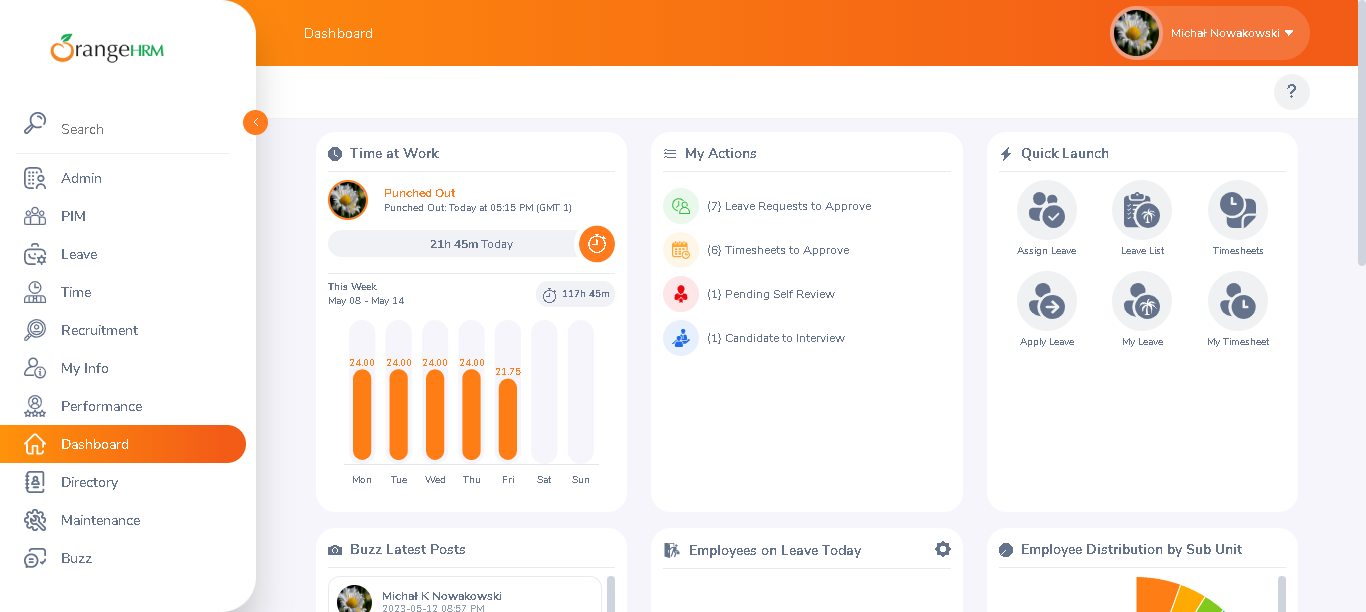 OrangeHRM
Dashboard
Michał Nowakowski
?
Search
Admin
PIM
Leave
Time
Recruitment
My Info
Performance
Dashboard
Directory
Maintenance
Buzz
Time at Work
Punched Out
Punched Out: Today at 05:15 PM (GMT 1)
21h 45m Today
This Week
May 08 - May 14
117h 45m
24.00 24.00 24.00 24.00 21.75
Mon Tue Wed Thu Fri Sat Sun
My Actions
(7) Leave Requests to Approve
(6) Timesheets to Approve
(1) Pending Self Review
(1) Candidate to Interview
Quick Launch
Assign Leave Leave List Timesheets
Apply Leave My Leave My Timesheet
Buzz Latest Posts
Michał K Nowakowski
2023-05-12 08:57 PM
Employees on Leave Today
Employee Distribution by Sub Unit